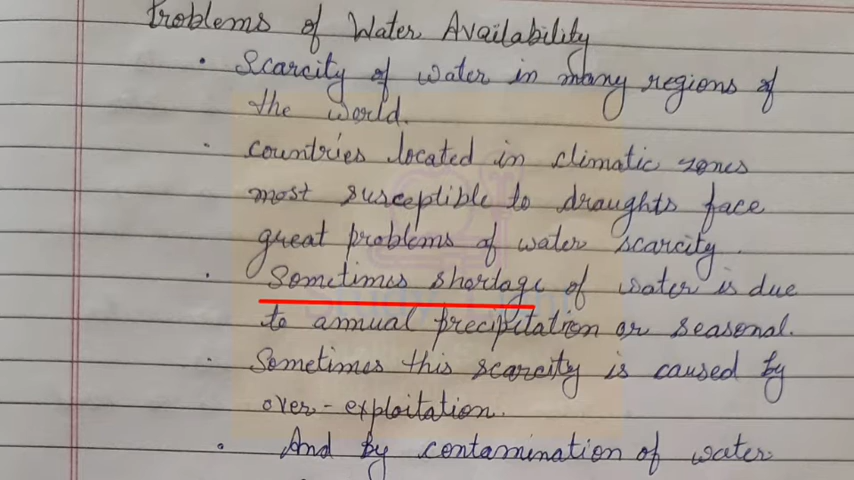 Problems of Water Availability
• Scarcity of water in many regions of
the world.
• countries located in climatic zones
most susceptible to draughts face
great problems of water scarcity.
• Sometimes shortage of water is due
to annual precipitation or seasonal.
• Sometimes this scarcity is caused by
over-exploitation.
• And by contamination of water